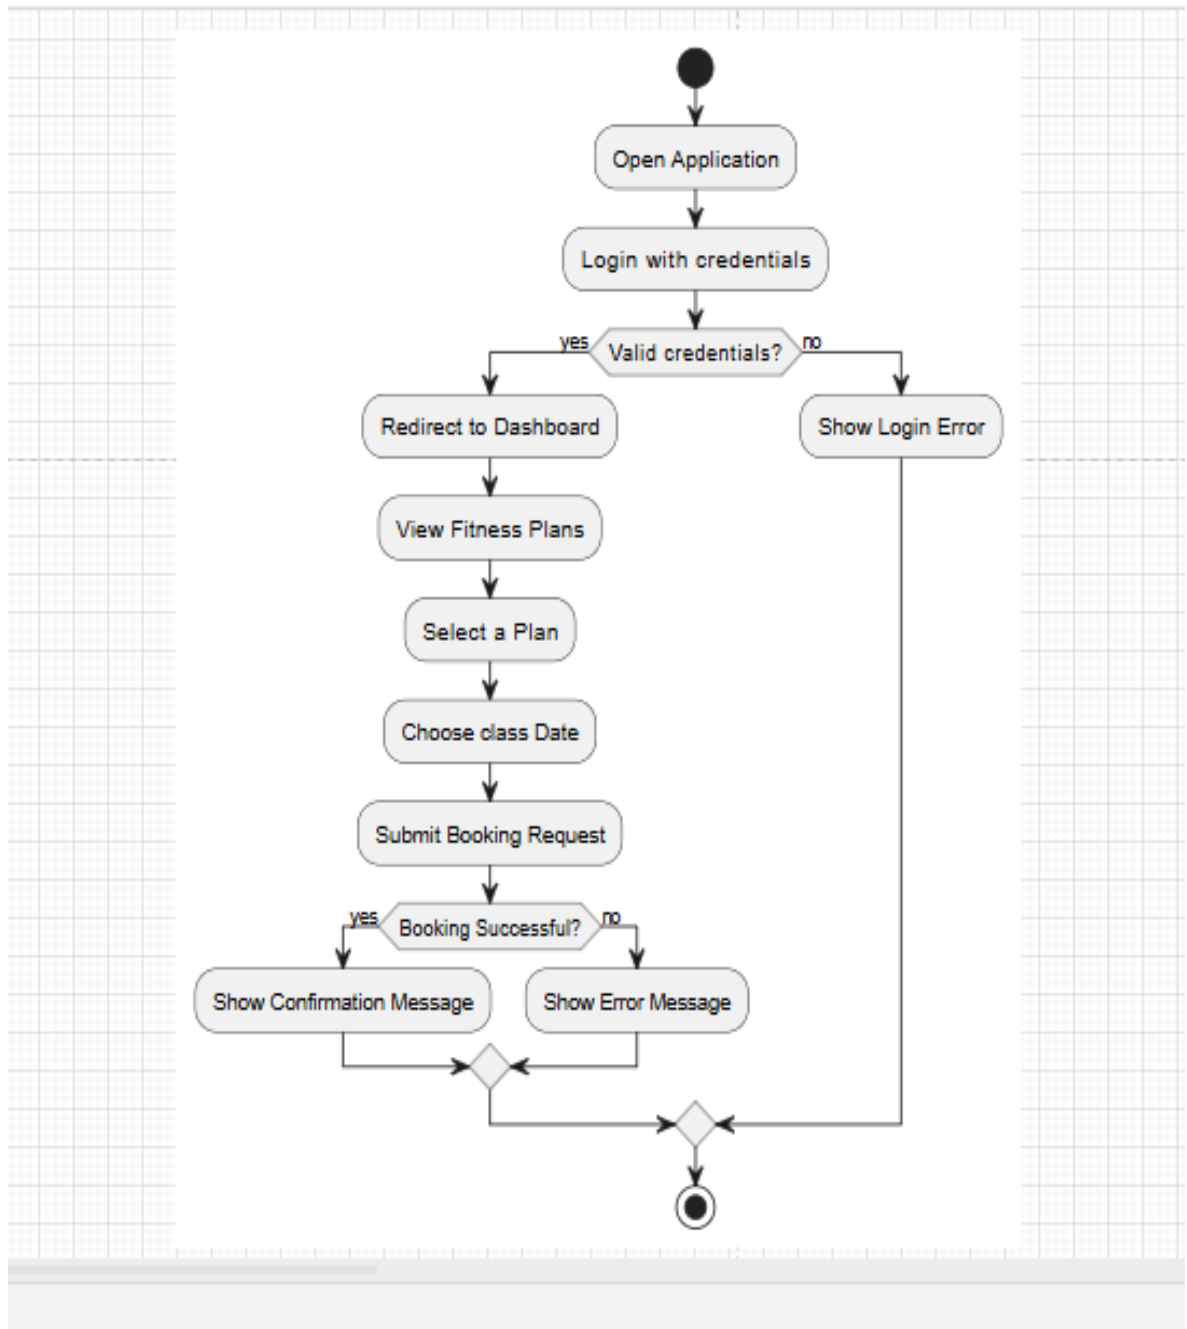 Open Application
Login with credentials
yes
Valid credentials?
no
Redirect to Dashboard
Show Login Error
View Fitness Plans
Select a Plan
Choose class Date
Submit Booking Request
yes
Booking Successful?
no
Show Confirmation Message
Show Error Message